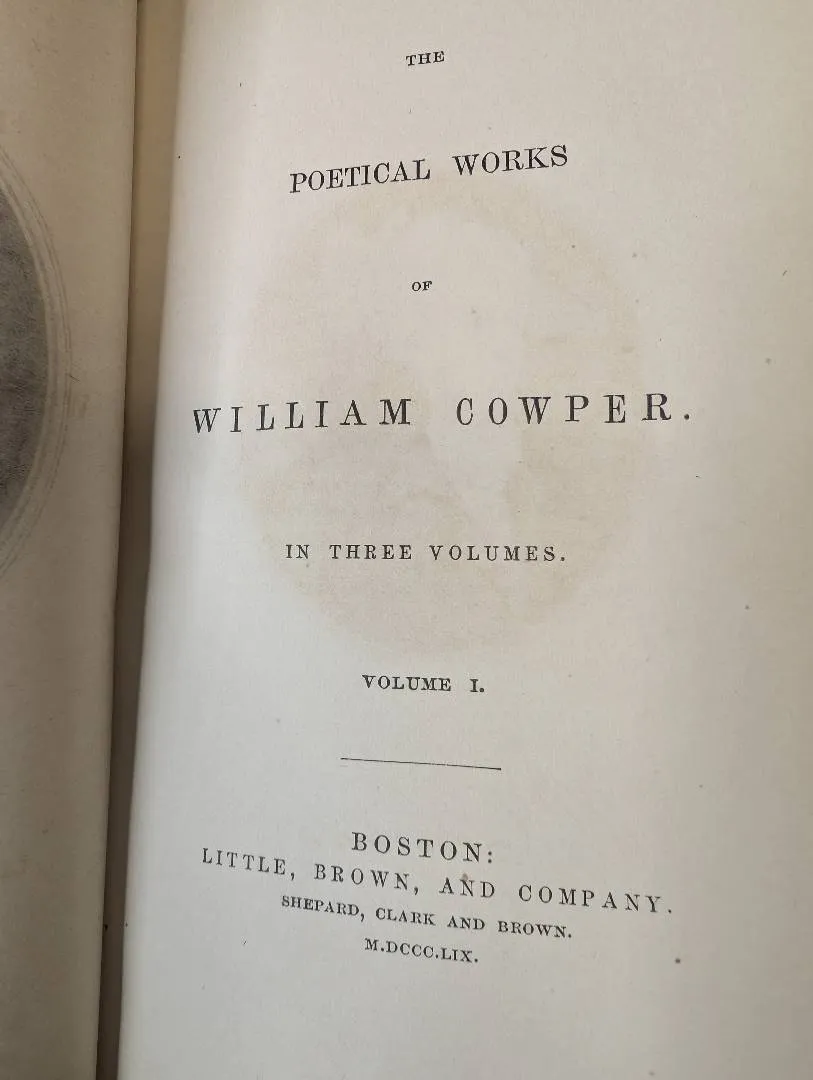 THE
POETICAL WORKS
OF
WILLIAM COWPER.
IN THREE VOLUMES.
VOLUME I.
BOSTON:
LITTLE, BROWN, AND COMPANY.
SHEPARD, CLARK AND BROWN.
M.DCCC.LIX.